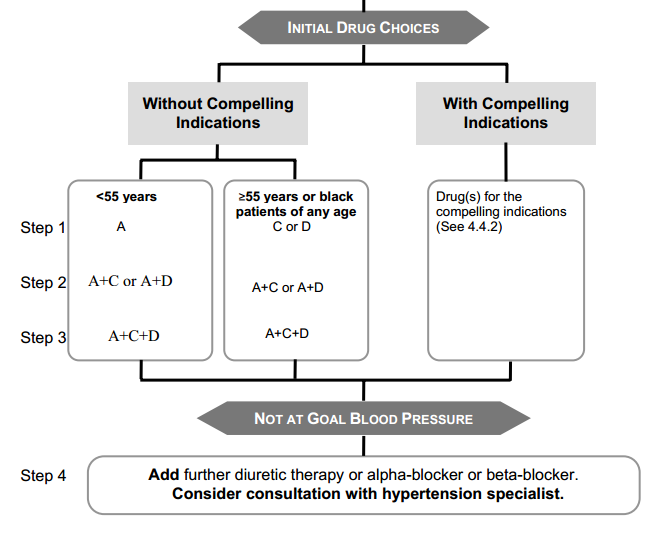 INITIAL DRUG CHOICES
Without Compelling
Indications
With Compelling
Indications
<55 years
≥55 years or black
patients of any age
Drug(s) for the
compelling indications
(See 4.4.2)
Step 1
A
C or D
Step 2
A+C or A+D
A+C or A+D
Step 3
A+C+D
A+C+D
NOT AT GOAL BLOOD PRESSURE
Step 4
Add further diuretic therapy or alpha-blocker or beta-blocker.
Consider consultation with hypertension specialist.